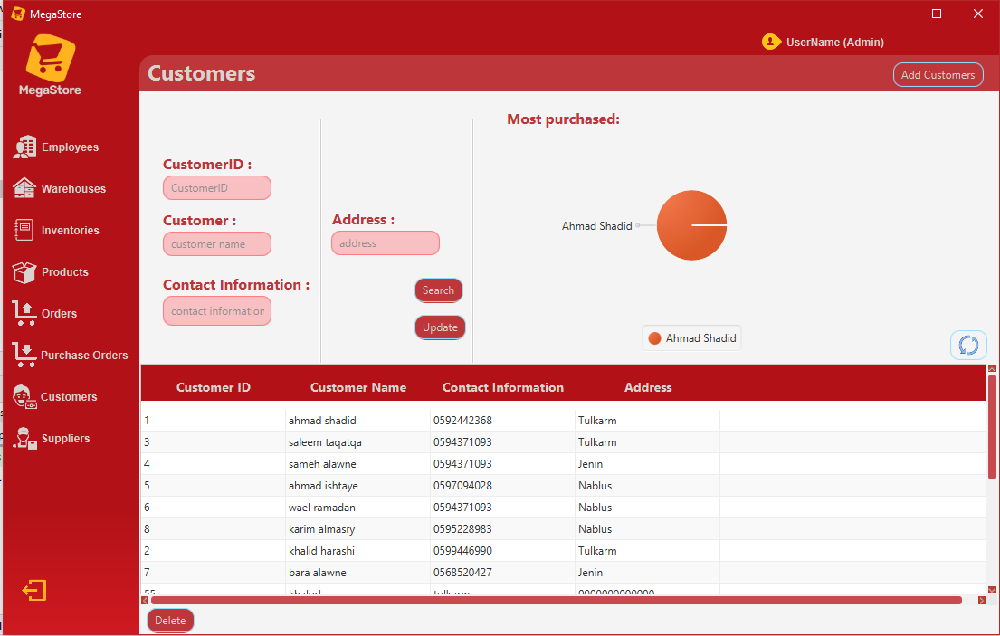 MegaStore
UserName (Admin)
MegaStore
Customers
Add Customers
Employees
Warehouses
Inventories
Products
Orders
Purchase Orders
Customers
Suppliers
CustomerID :
CustomerID
Customer :
customer name
Contact Information :
contact information
Address :
address
Search
Update
Most purchased:
Ahmad Shadid
Ahmad Shadid
Customer ID Customer Name Contact Information Address
1 ahmad shadid 0592442368 Tulkarm
3 saleem taqatqa 0594371093 Tulkarm
4 sameh alawne 0594371093 Jenin
5 ahmad ishtaye 0597094028 Nablus
6 wael ramadan 0594371093 Nablus
8 karim almasry 0595228983 Nablus
2 khalid harashi 0599446990 Tulkarm
7 bara alawne 0568520427 Jenin
55 khaled tulkarm 0000000000000
Delete